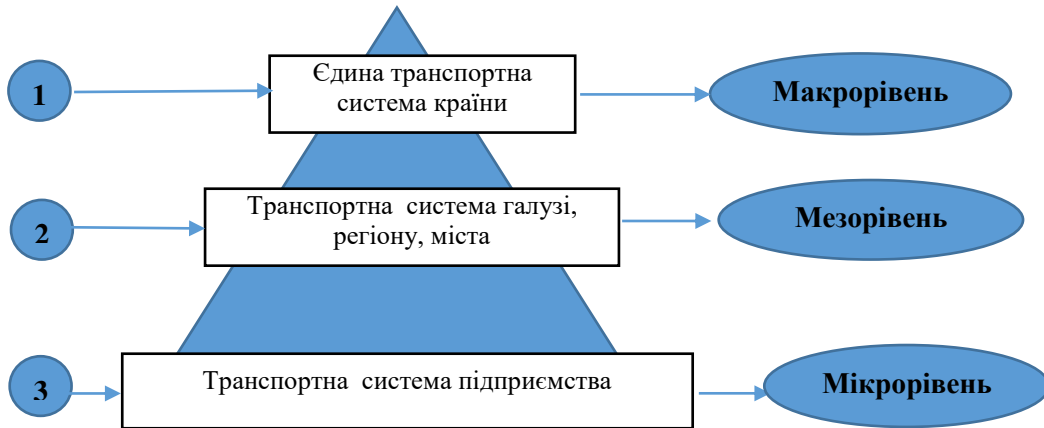 1
Єдина транспортна
система країни
Макрорівень
2
Транспортна система галузі,
регіону, міста
Мезорівень
3
Транспортна система підприємства
Мікрорівень